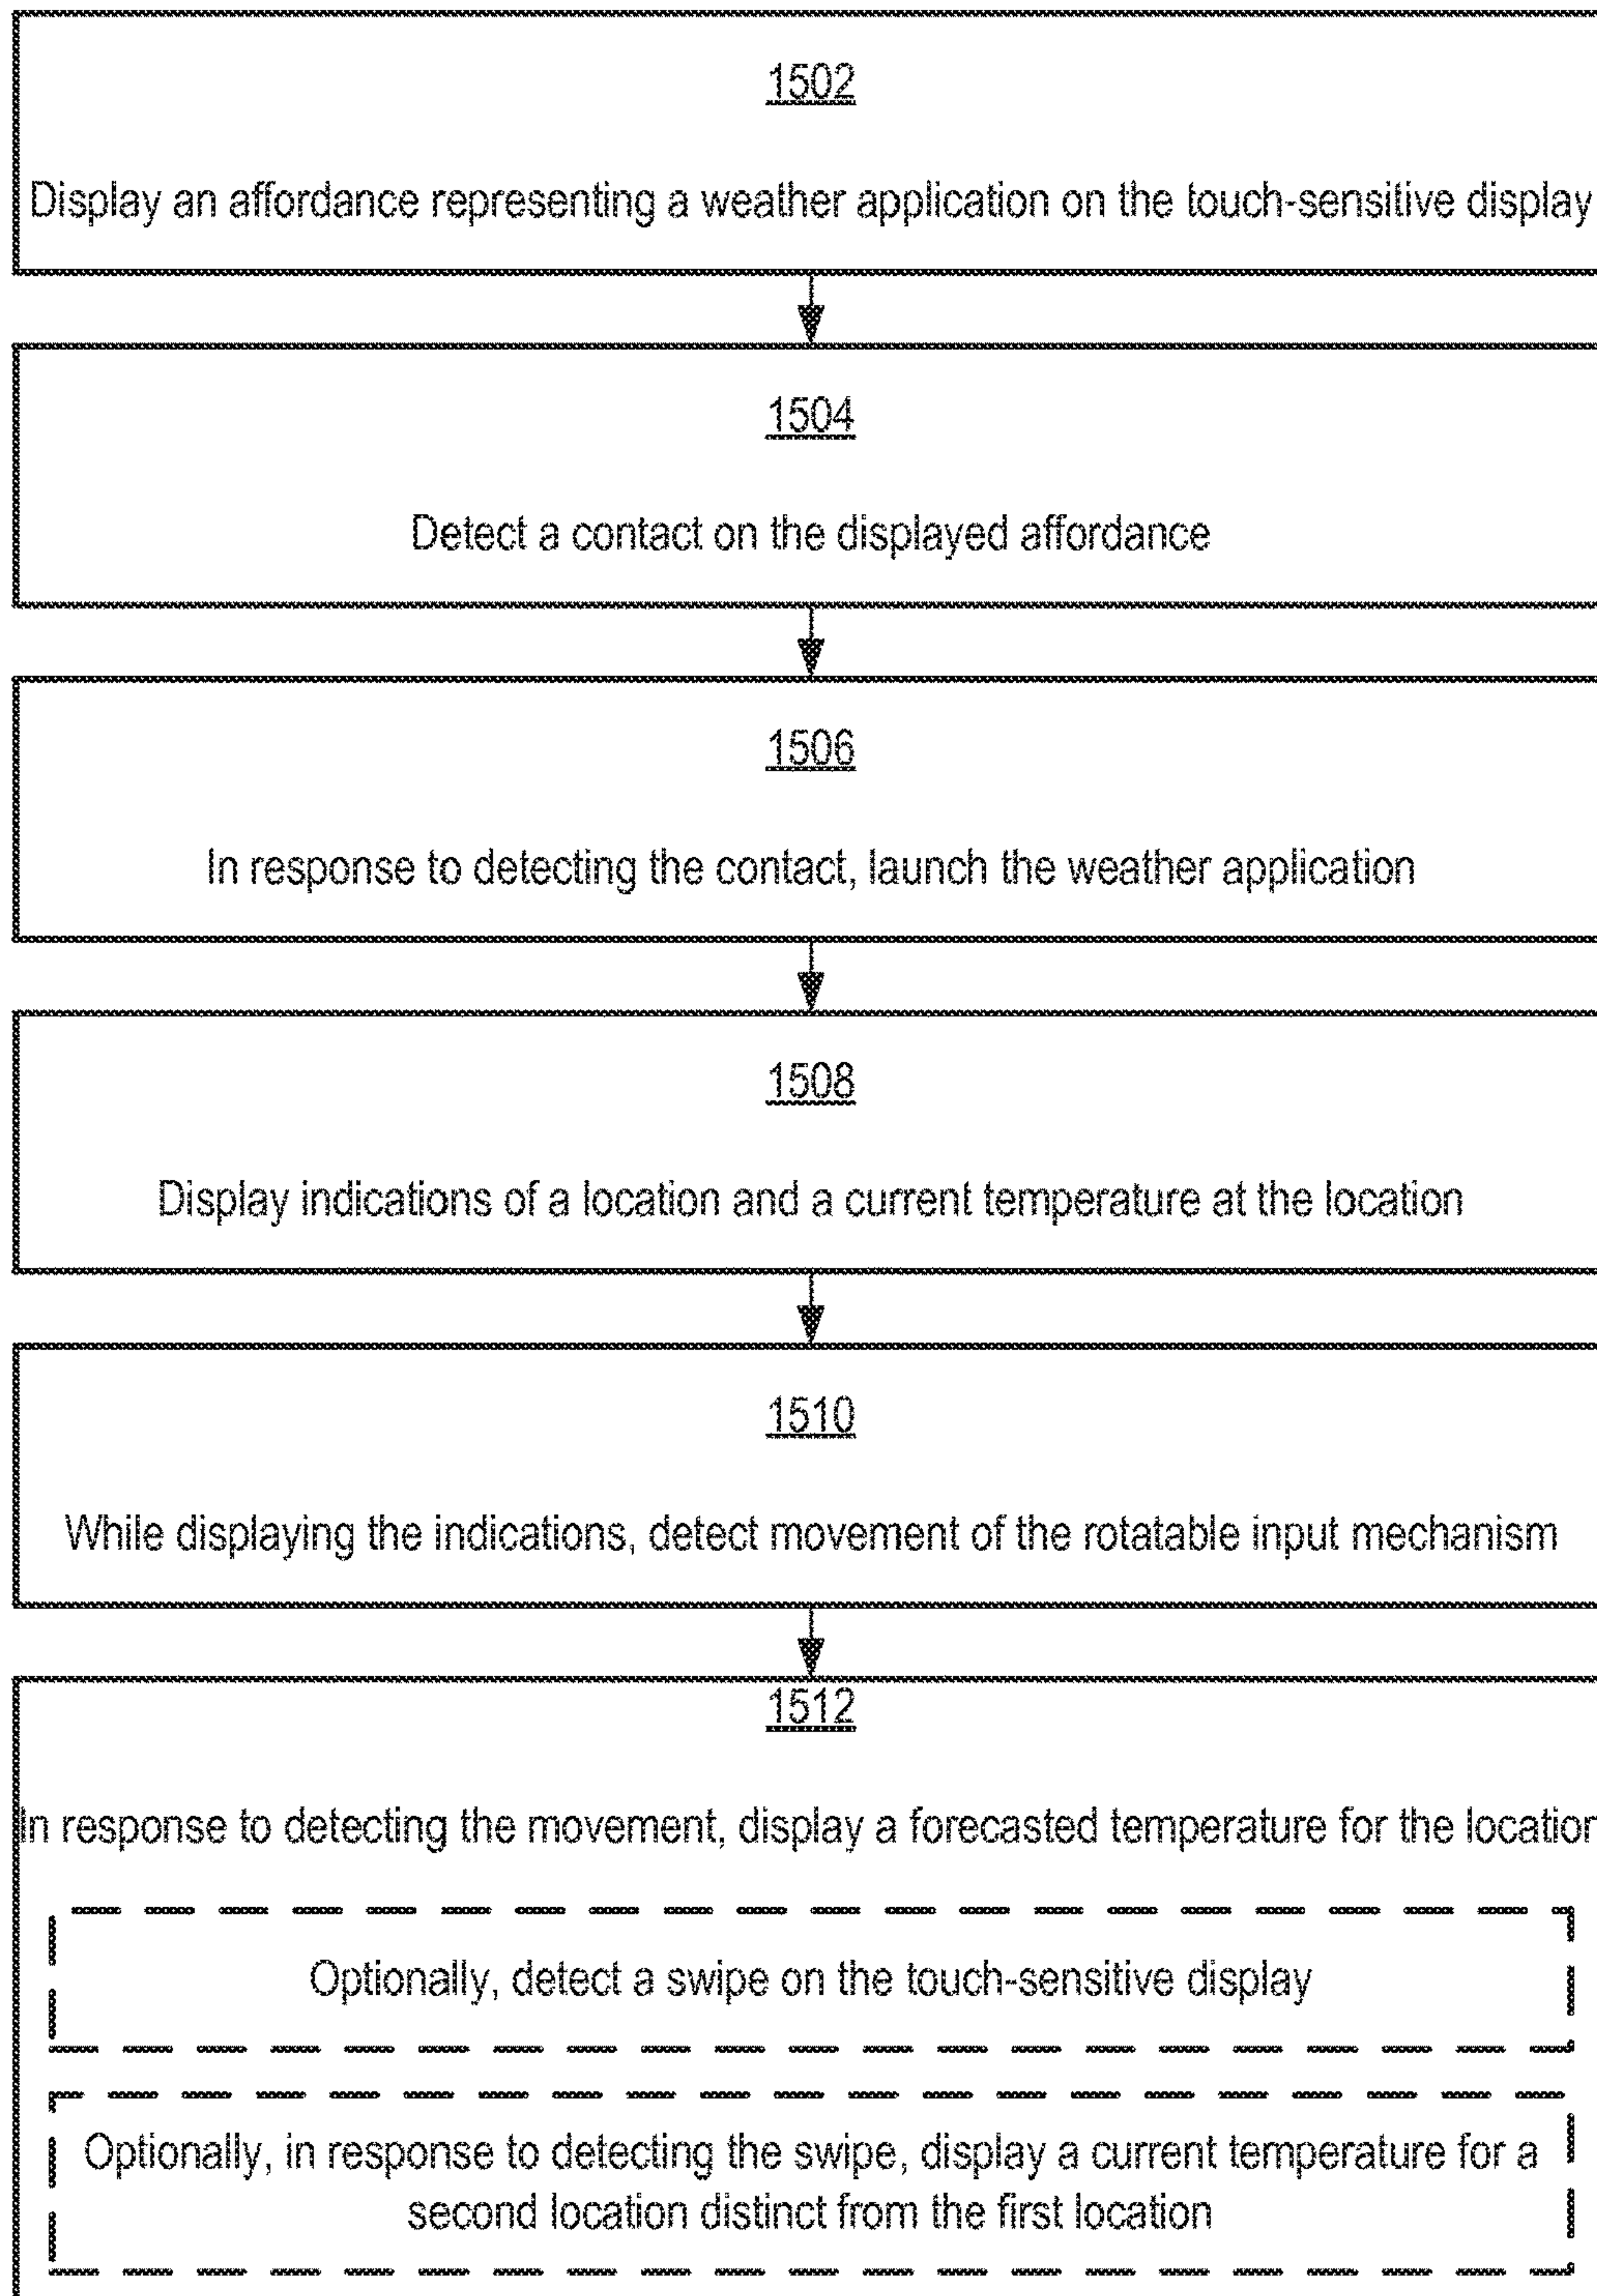 1502
Display an affordance representing a weather application on the touch-sensitive display
1504
Detect a contact on the displayed affordance
1506
In response to detecting the contact, launch the weather application
1508
Display indications of a location and a current temperature at the location
1510
While displaying the indications, detect movement of the rotatable input mechanism
1512
In response to detecting the movement, display a forecasted temperature for the location
Optionally, detect a swipe on the touch-sensitive display
Optionally, in response to detecting the swipe, display a current temperature for a
second location distinct from the first location